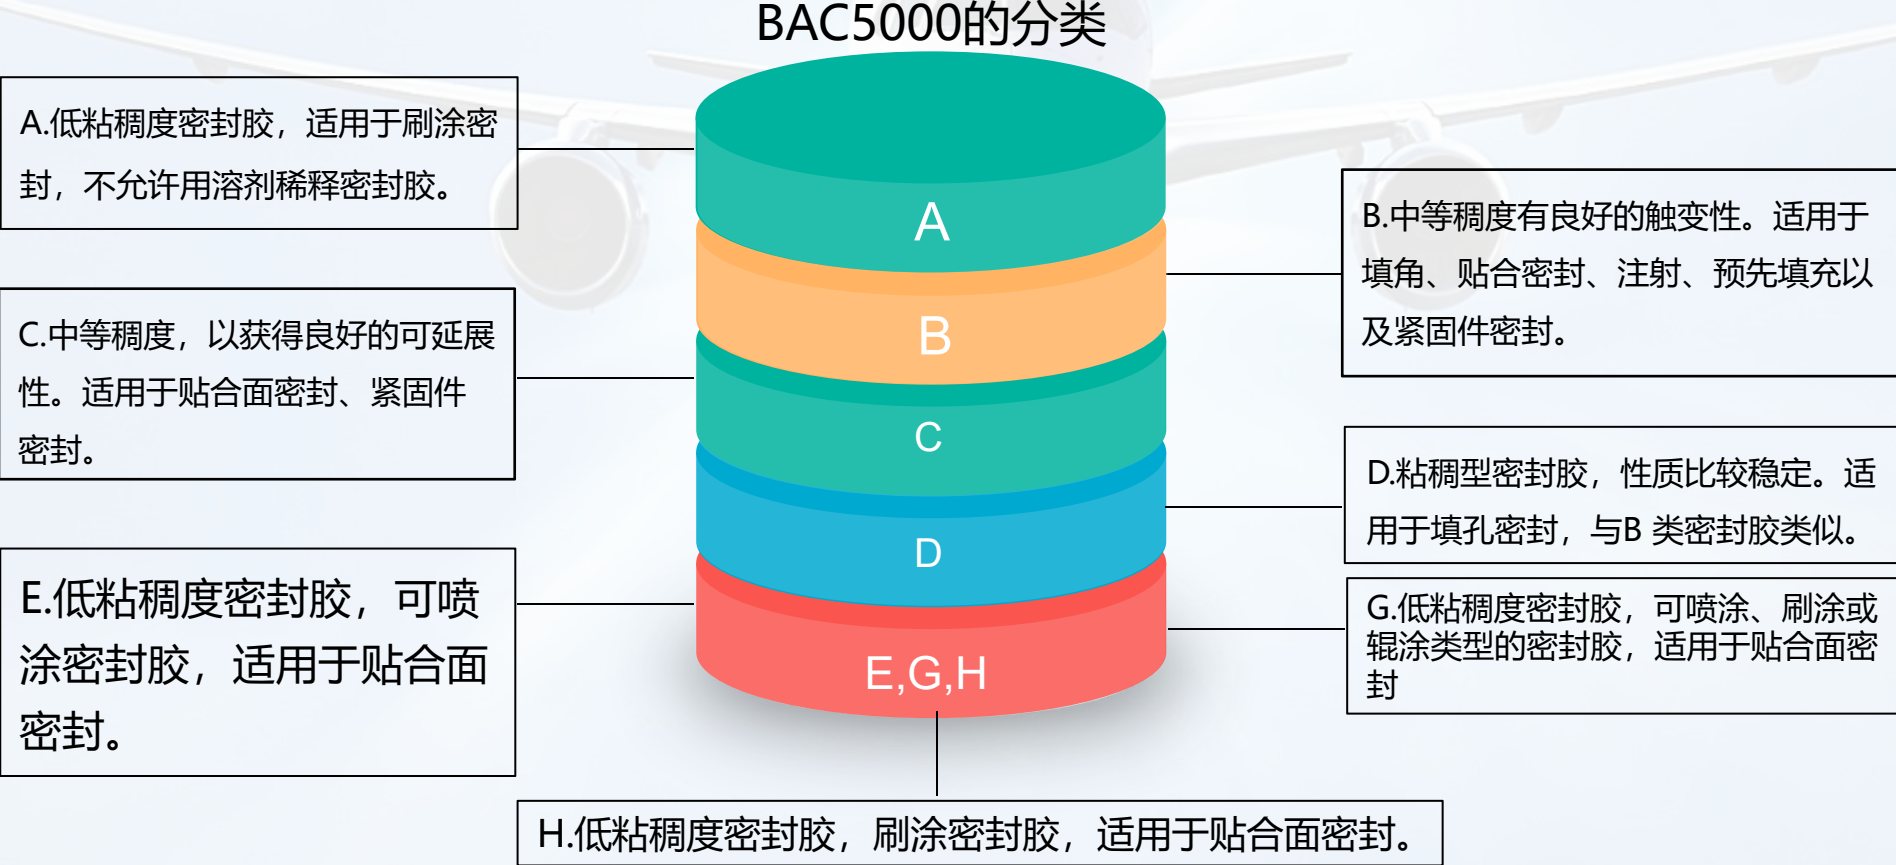 BAC5000的分类
A.低粘稠度密封胶，适用于刷涂密
封，不允许用溶剂稀释密封胶。
A
B.中等稠度有良好的触变性。适用于
填角、贴合密封、注射、预先填充以
及紧固件密封。
B
C.中等稠度，以获得良好的可延展
性。适用于贴合面密封、紧固件
密封。
C
D.粘稠型密封胶，性质比较稳定。适
用于填孔密封，与B 类密封胶类似。
D
E.低粘稠度密封胶，可喷
涂密封胶，适用于贴合面
密封。
E,G,H
G.低粘稠度密封胶，可喷涂、刷涂或
辊涂类型的密封胶，适用于贴合面密
封
H.低粘稠度密封胶，刷涂密封胶，适用于贴合面密封。